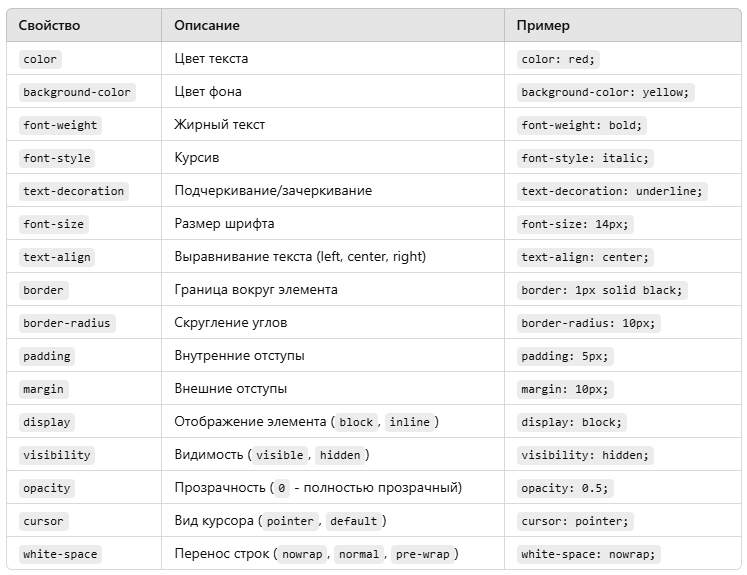 Свойство Описание Пример
color Цвет текста color: red;
background-color Цвет фона background-color: yellow;
font-weight Жирный текст font-weight: bold;
font-style Курсив font-style: italic;
text-decoration Подчеркивание/зачеркивание text-decoration: underline;
font-size Размер шрифта font-size: 14px;
text-align Выравнивание текста (left, center, right) text-align: center;
border Граница вокруг элемента border: 1px solid black;
border-radius Скругление углов border-radius: 10px;
padding Внутренние отступы padding: 5px;
margin Внешние отступы margin: 10px;
display Отображение элемента ( block , inline ) display: block;
visibility Видимость ( visible , hidden ) visibility: hidden;
opacity Прозрачность ( 0 - полностью прозрачный) opacity: 0.5;
cursor Вид курсора ( pointer , default ) cursor: pointer;
white-space Перенос строк ( nowrap , normal , pre-wrap ) white-space: nowrap;